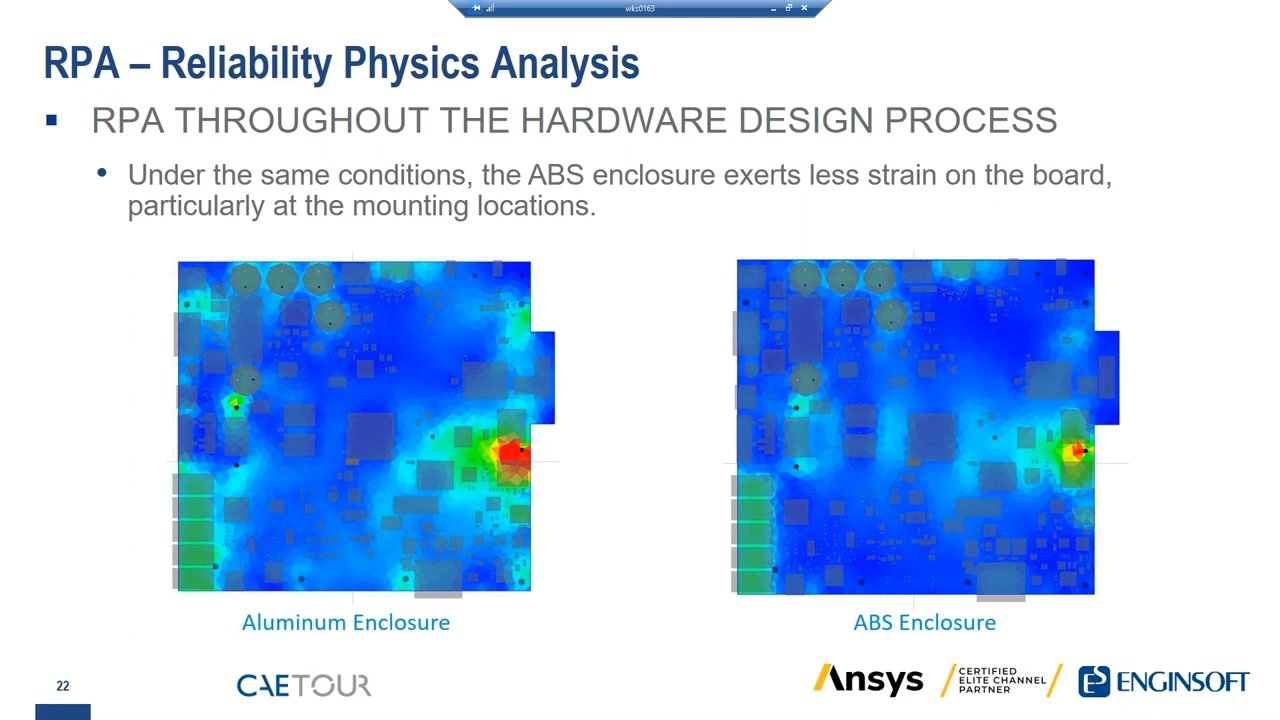 wks0163
RPA – Reliability Physics Analysis
RPA THROUGHOUT THE HARDWARE DESIGN PROCESS
Under the same conditions, the ABS enclosure exerts less strain on the board,
particularly at the mounting locations.
Aluminum Enclosure
ABS Enclosure
22
CAETOUR
Ansys
CERTIFIED
ELITE CHANNEL
PARTNER
ENGINSOFT